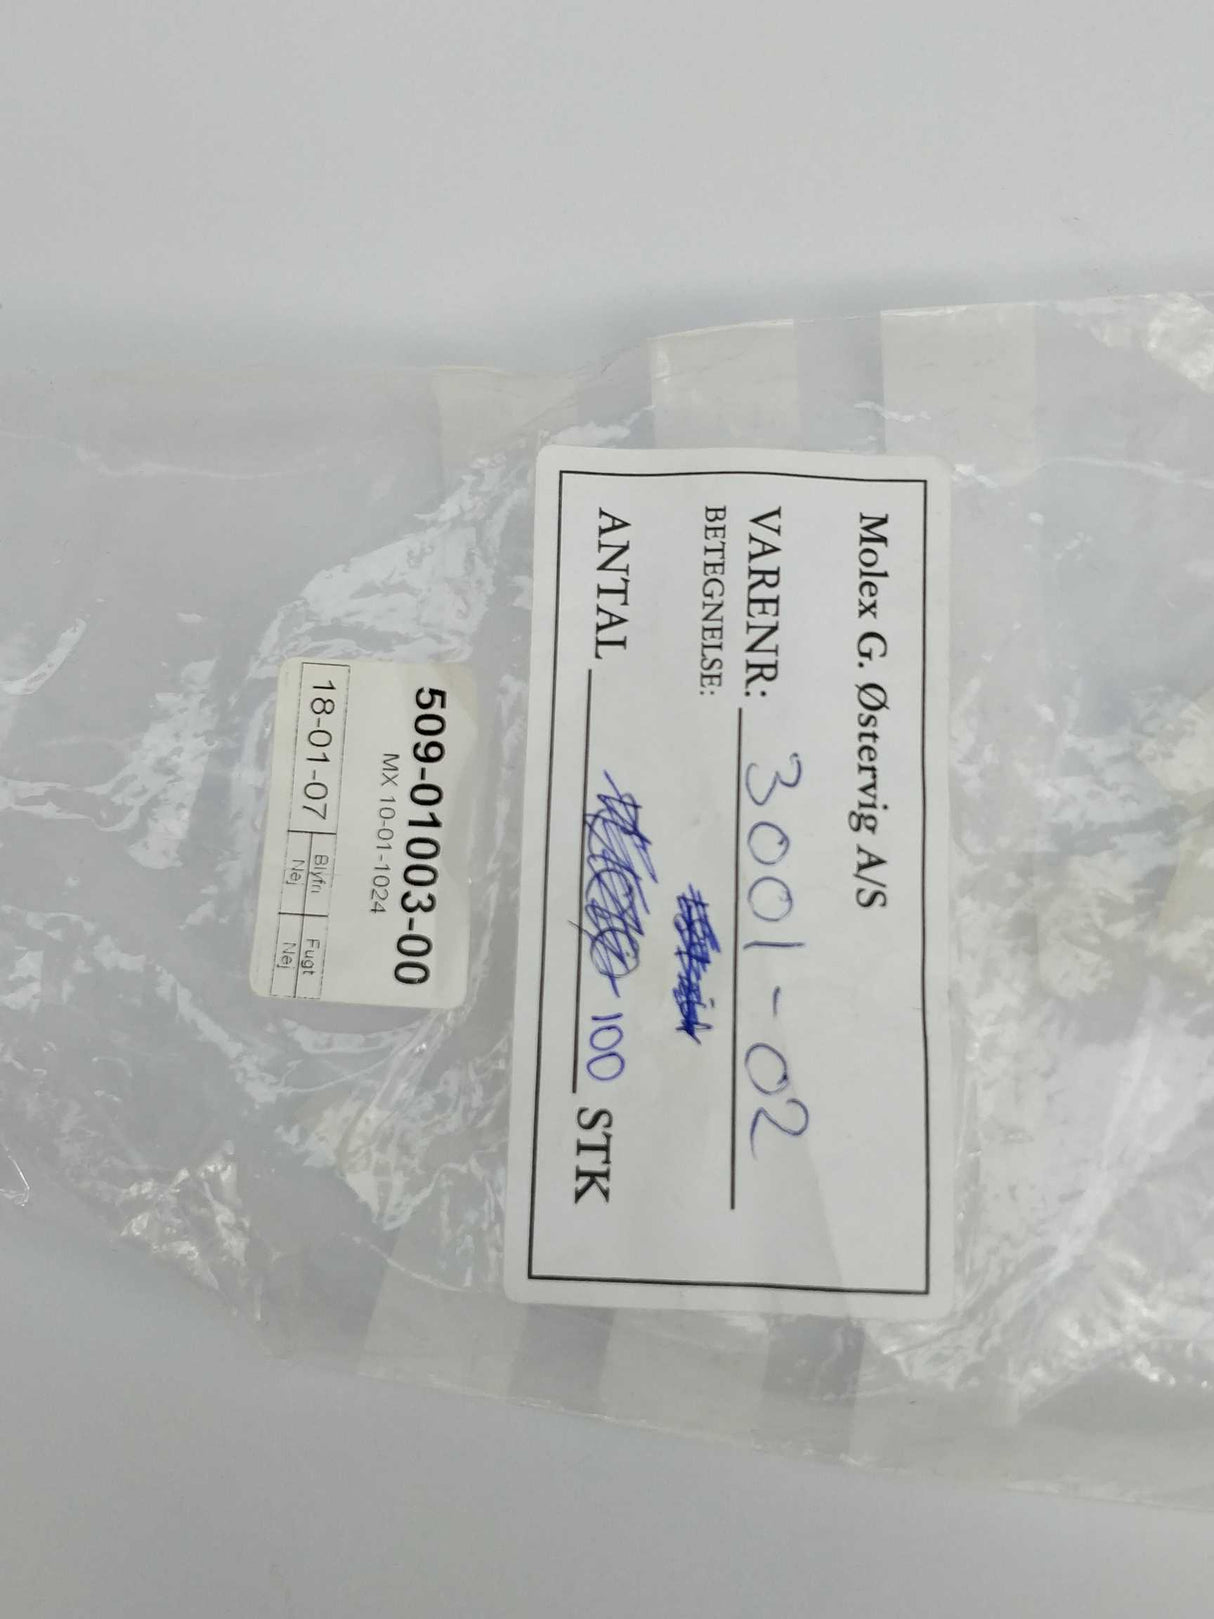 Molex G. Østervig A/S
VARENR: 3001-02
BETEGNELSE:
ANTAL 100 STK
509-01003-00
MX 10-01-1024
18-01-07
Blyfri Fugt
Nej Nej